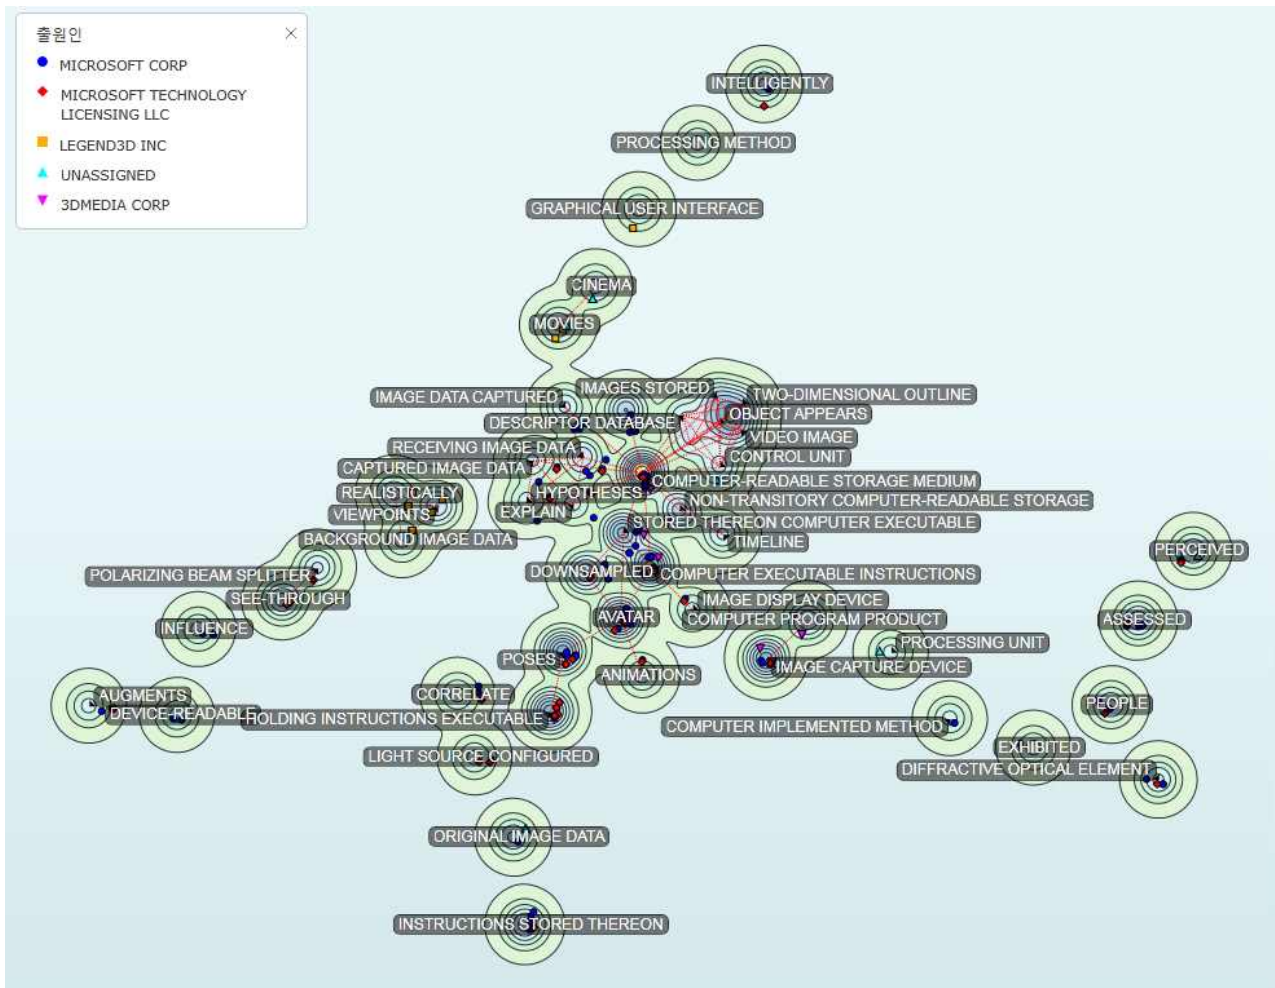 출원인
MICROSOFT CORP
MICROSOFT TECHNOLOGY
LICENSING LLC
LEGEND3D INC
UNASSIGNED
3DMEDIA CORP
INTELLIGENTLY
PROCESSING METHOD
GRAPHICAL USER INTERFACE
CINEMA
MOVIES
IMAGES STORED
TWO-DIMENSIONAL OUTLINE
IMAGE DATA CAPTURED
OBJECT APPEARS
DESCRIPTOR DATABASE
VIDEO IMAGE
RECEIVING IMAGE DATA
CONTROL UNIT
CAPTURED IMAGE DATA
COMPUTER-READABLE STORAGE MEDIUM
REALISTICALLY
HYPOTHESES
NON-TRANSITORY COMPUTER-READABLE STORAGE
EXPLAIN
VIEWPOINTS
STORED THEREON COMPUTER EXECUTABLE
BACKGROUND IMAGE DATA
TIMELINE
PERCEIVED
POLARIZING BEAM SPLITTER
DOWNSAMPLED
COMPUTER EXECUTABLE INSTRUCTIONS
SEE-THROUGH
IMAGE DISPLAY DEVICE
AVATAR
COMPUTER PROGRAM PRODUCT
ASSESSED
INFLUENCE
PROCESSING UNIT
POSES
IMAGE CAPTURE DEVICE
ANIMATIONS
AUGMENTS
CORRELATE
PEOPLE
DEVICE-READABLE
HOLDING INSTRUCTIONS EXECUTABLE
COMPUTER IMPLEMENTED METHOD
EXHIBITED
LIGHT SOURCE CONFIGURED
DIFFRACTIVE OPTICAL ELEMENT
ORIGINAL IMAGE DATA
INSTRUCTIONS STORED THEREON